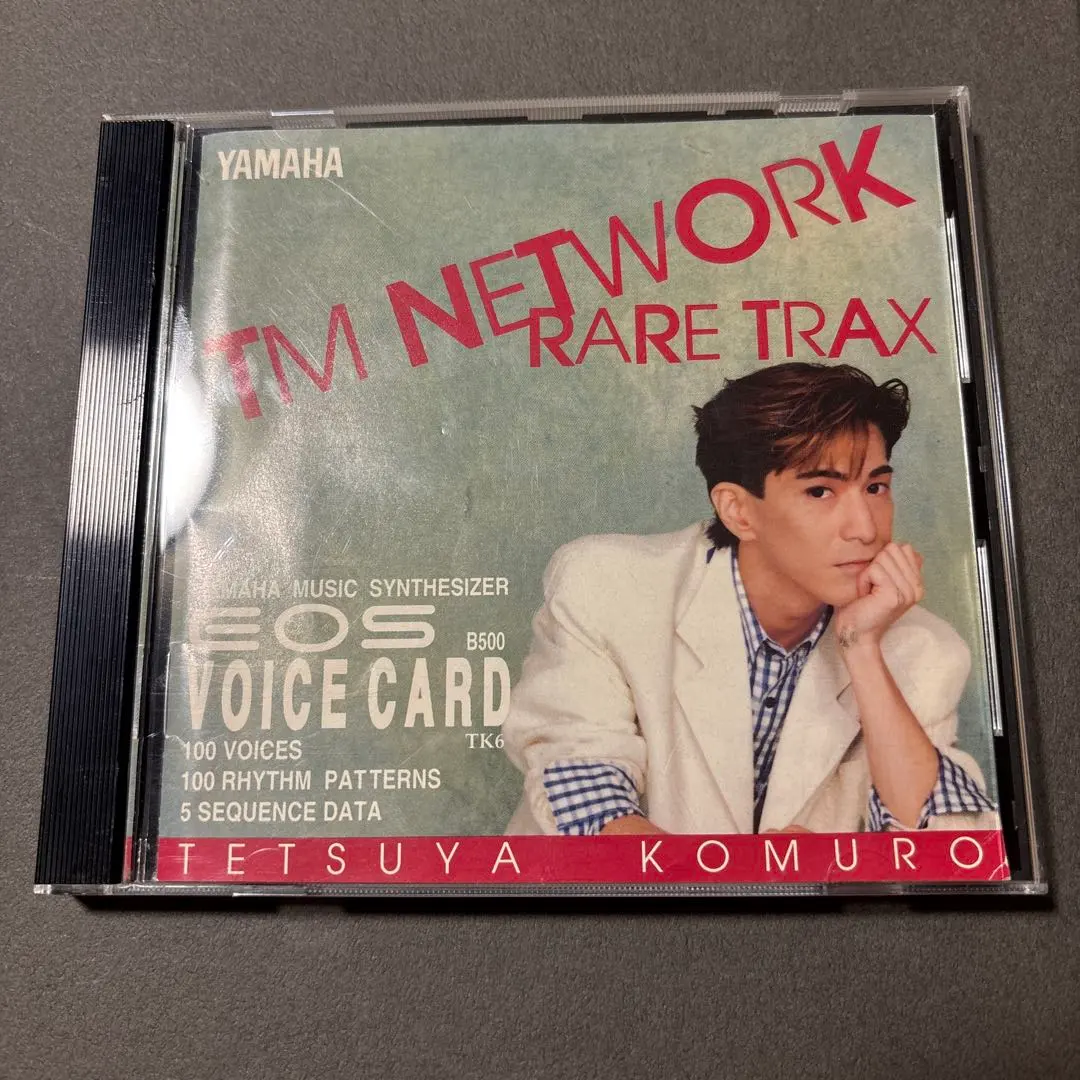 YAMAHA
TM NETWORK
RARE TRAX
YAMAHA MUSIC SYNTHESIZER
EOS B500
VOICE CARD
TK6
100 VOICES
100 RHYTHM PATTERNS
5 SEQUENCE DATA
TETSUYA KOMURO